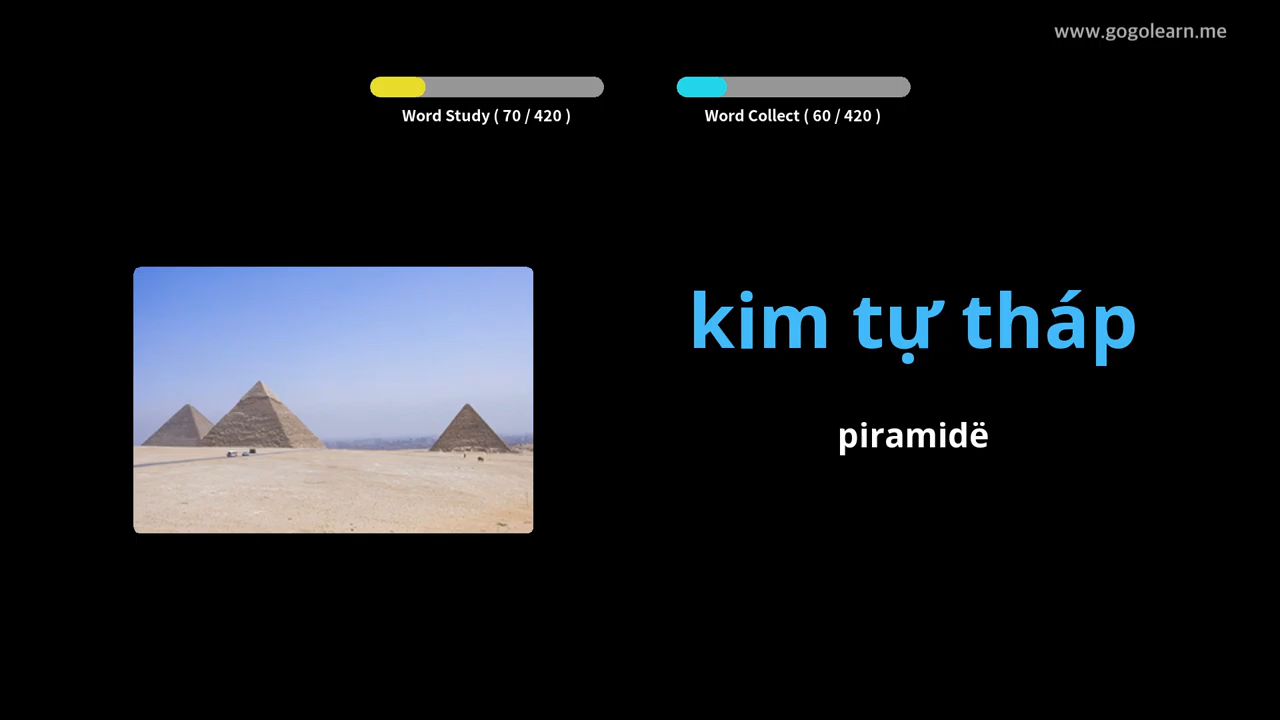 www.gogolearn.me
Word Study ( 70 / 420 )
Word Collect ( 60 / 420 )
kim tự tháp
piramidë